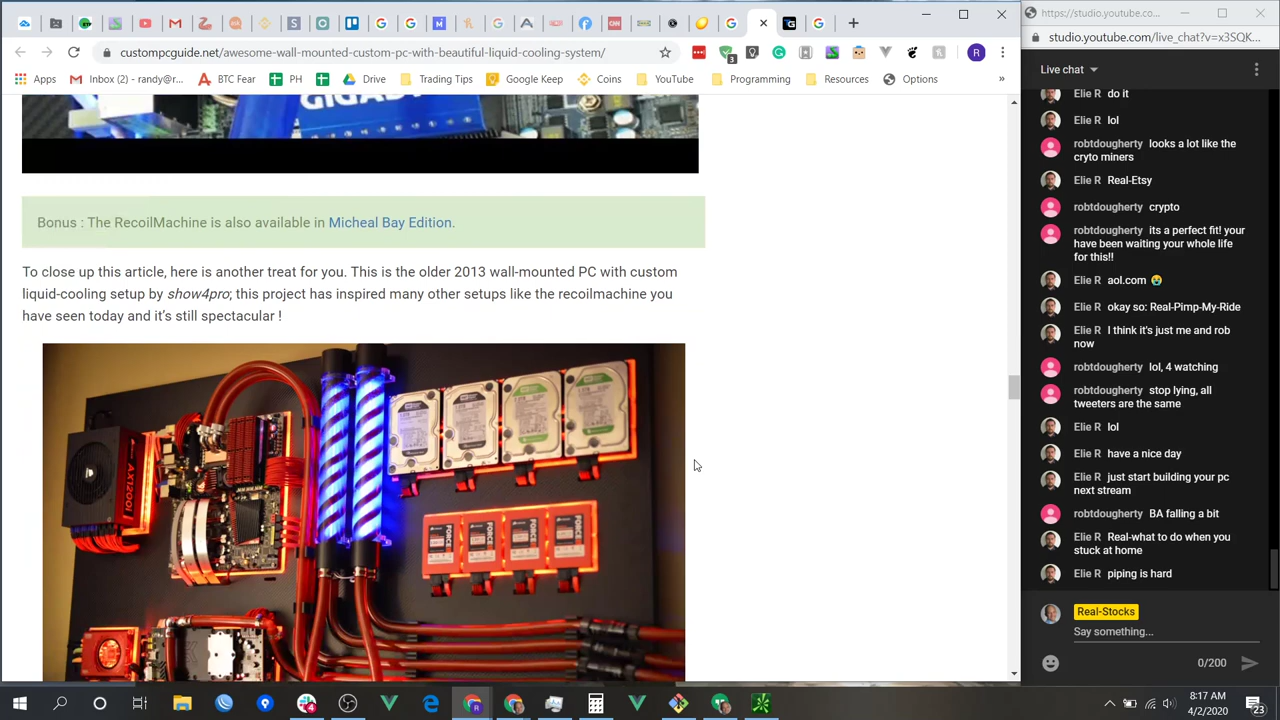 https://studio.youtube.co...
custompcguide.net/awesome-wall-mounted-custom-pc-with-beautiful-liquid-cooling-system/
studio.youtube.com/live_chat?v=x3SQK...
Apps
Inbox (2) - randy@r...
BTC Fear
PH
Drive
Trading Tips
Google Keep
Coins
YouTube
Programming
Resources
Options
»
GIGABY
Bonus : The RecoilMachine is also available in Micheal Bay Edition.
To close up this article, here is another treat for you. This is the older 2013 wall-mounted PC with custom
liquid-cooling setup by show4pro; this project has inspired many other setups like the recoilmachine you
have seen today and it's still spectacular !
AX1200i
FORCE
FORCE
FORCE
FORCE
Live chat
Elie R do it
Elie R lol
robtdougherty looks a lot like the
cryto miners
Elie R Real-Etsy
robtdougherty crypto
robtdougherty its a perfect fit! your
have been waiting your whole life
for this!!
Elie R aol.com 😭
Elie R okay so: Real-Pimp-My-Ride
Elie R I think it's just me and rob
now
robtdougherty lol, 4 watching
robtdougherty stop lying, all
tweeters are the same
Elie R lol
Elie R have a nice day
Elie R just start building your pc
next stream
robtdougherty BA falling a bit
Elie R Real-what to do when you
stuck at home
Elie R piping is hard
Real-Stocks
Say something...
0/200
8:17 AM
4/2/2020
23